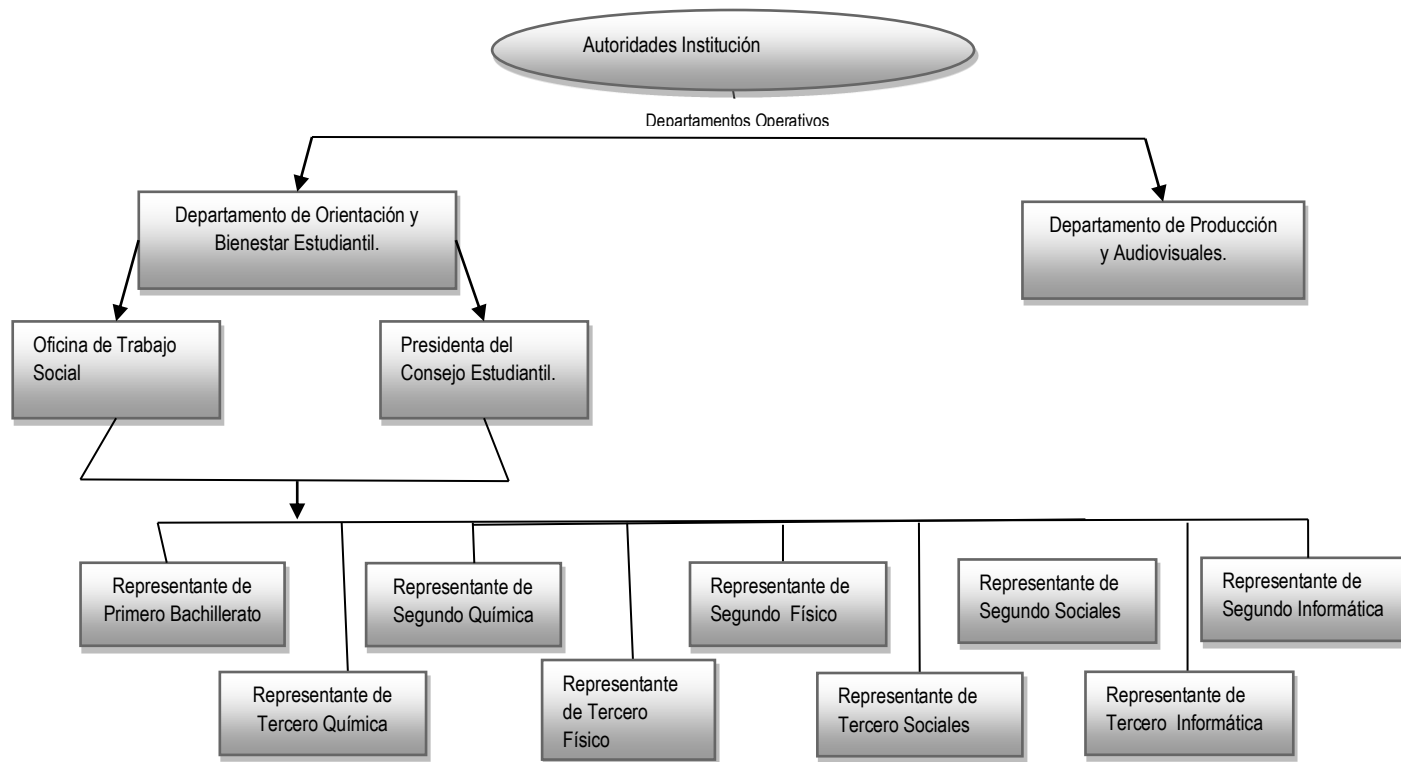 Autoridades Institución
Departamentos Operativos
Departamento de Orientación y
Bienestar Estudiantil.
Departamento de Producción
y Audiovisuales.
Oficina de Trabajo
Social
Presidenta del
Consejo Estudiantil.
Representante de
Primero Bachillerato
Representante de
Segundo Química
Representante de
Segundo Físico
Representante de
Segundo Sociales
Representante de
Segundo Informática
Representante de
Tercero Química
Representante
de Tercero
Físico
Representante de
Tercero Sociales
Representante de
Tercero Informática